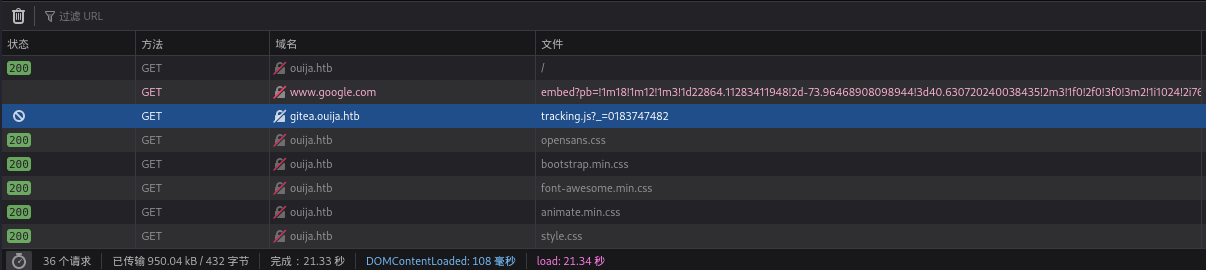 过滤 URL
状态 方法 域名 文件
200 GET ouija.htb /
GET www.google.com embed?pb=!1m18!1m12!1m3!1d22864.11283411948!2d-73.96468908098944!3d40.630720240038435!2m3!1f0!2f0!3f0!3m2!1i1024!2i76
GET gitea.ouija.htb tracking.js?_=0183747482
200 GET ouija.htb opensans.css
200 GET ouija.htb bootstrap.min.css
200 GET ouija.htb font-awesome.min.css
200 GET ouija.htb animate.min.css
200 GET ouija.htb style.css
36 个请求 已传输 950.04 kB / 432 字节 完成：21.33 秒 DOMContentLoaded: 108 毫秒 load: 21.34 秒